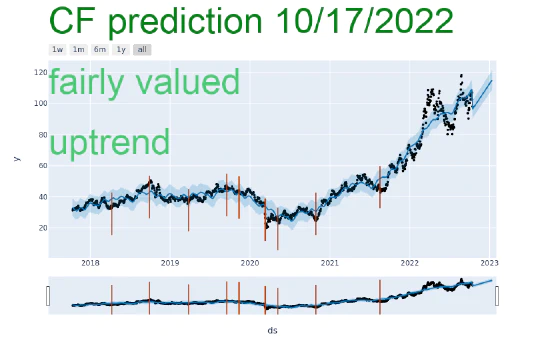 CF prediction 10/17/2022
1w 1m 6m 1y all
120
fairly valued
100
80
uptrend
60
y
40
20
2018 2019 2020 2021 2022 2023
ds